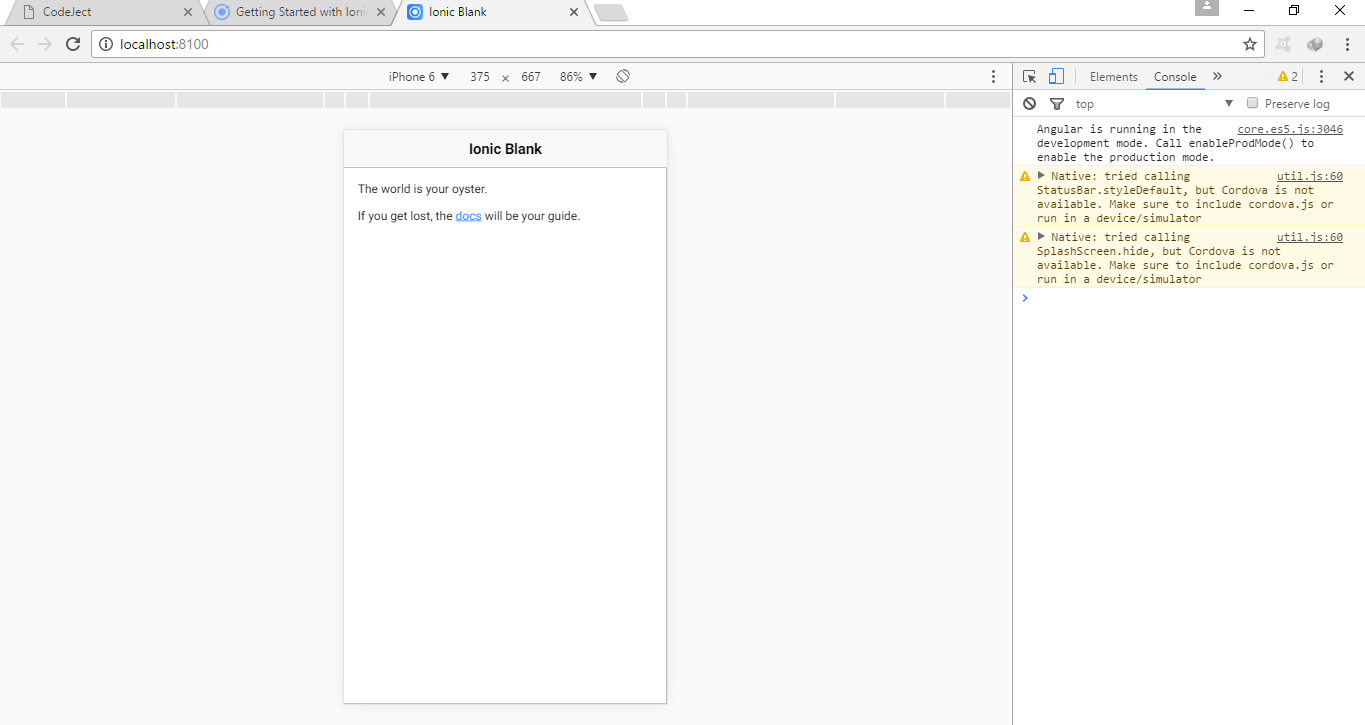 CodeJect
Getting Started with Ioni
Ionic Blank
localhost:8100
iPhone 6 ▼ 375 x 667 86% ▼
Elements Console » 2
top ▼ Preserve log
Ionic Blank
The world is your oyster.
If you get lost, the docs will be your guide.
Angular is running in the core.es5.js:3046
development mode. Call enableProdMode() to
enable the production mode.
Native: tried calling util.js:60
StatusBar.styleDefault, but Cordova is not
available. Make sure to include cordova.js or
run in a device/simulator
Native: tried calling util.js:60
SplashScreen.hide, but Cordova is not
available. Make sure to include cordova.js or
run in a device/simulator